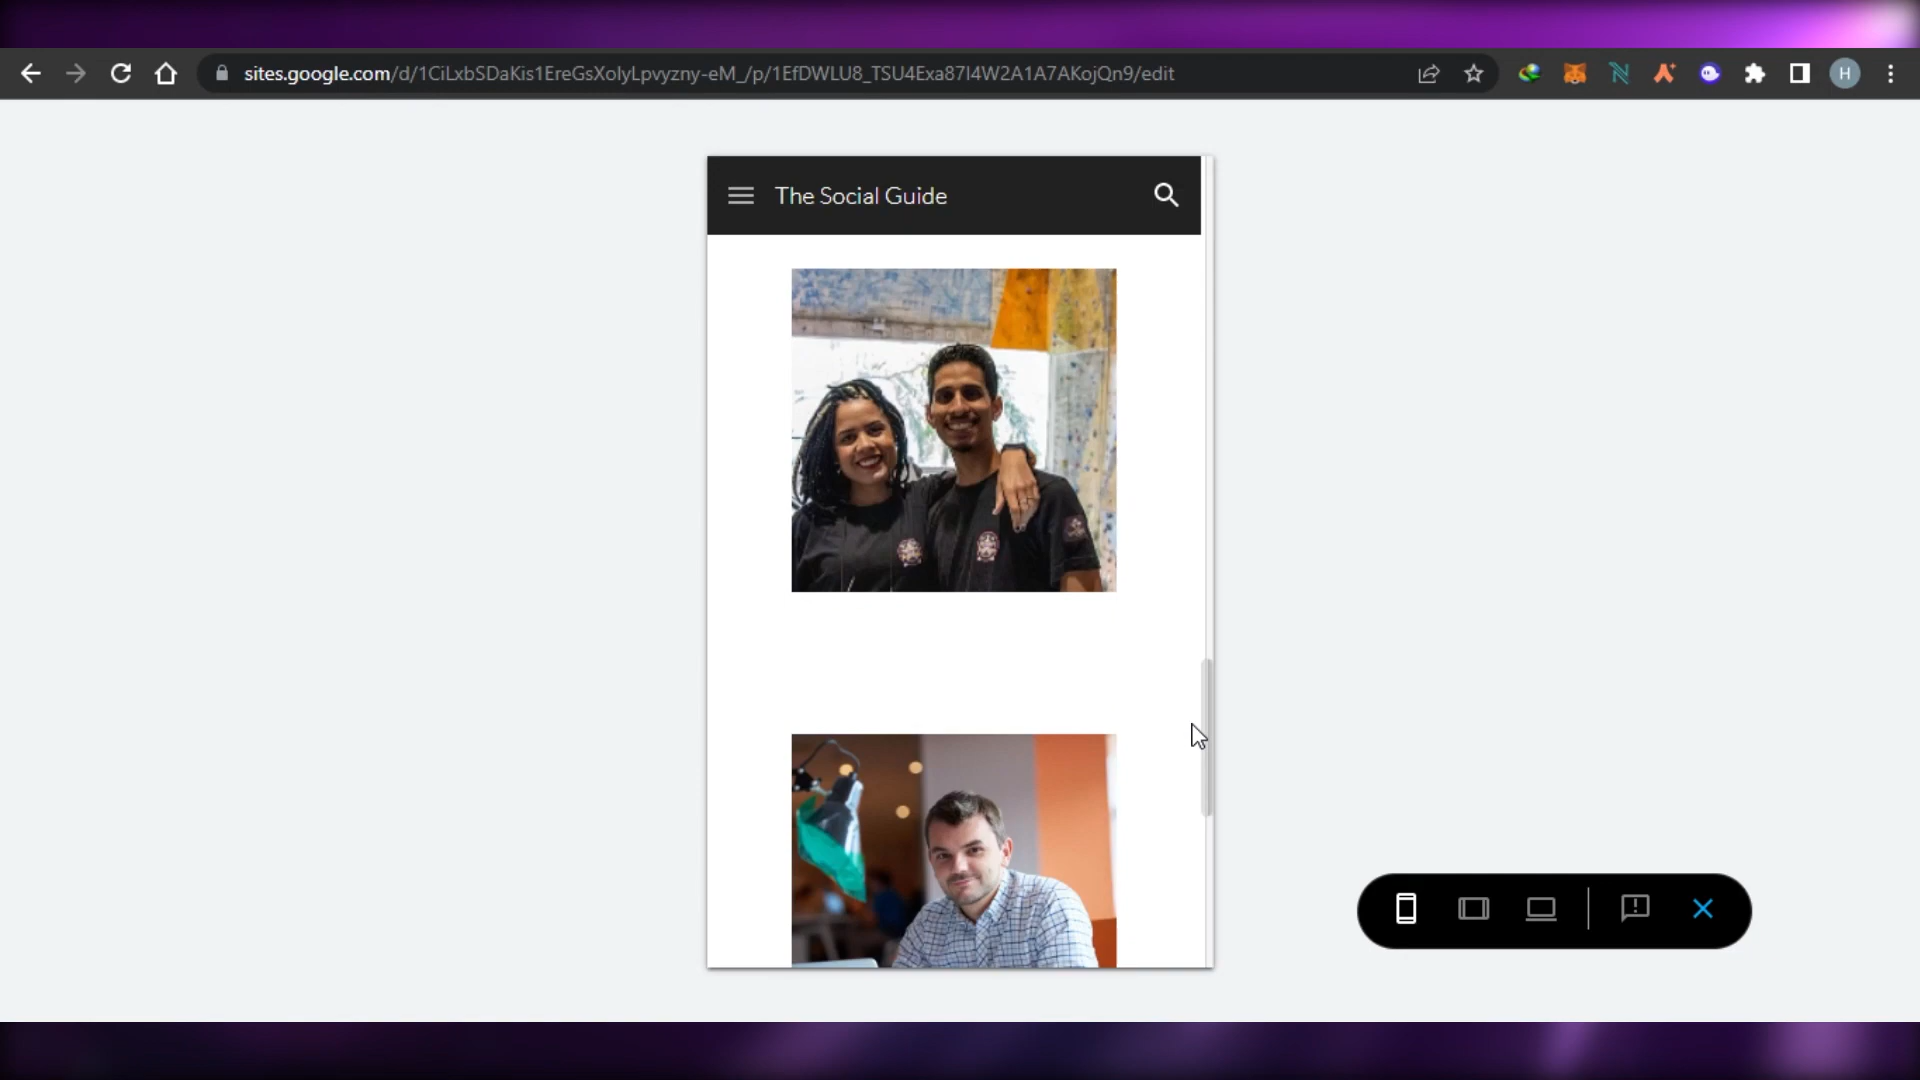 sites.google.com/d/1CiLxbSDaKis1EreGsXolyLpvyzny-eM_/p/1EfDWLU8_TSU4Exa87I4W2A1A7AKojQn9/edit
H
The Social Guide